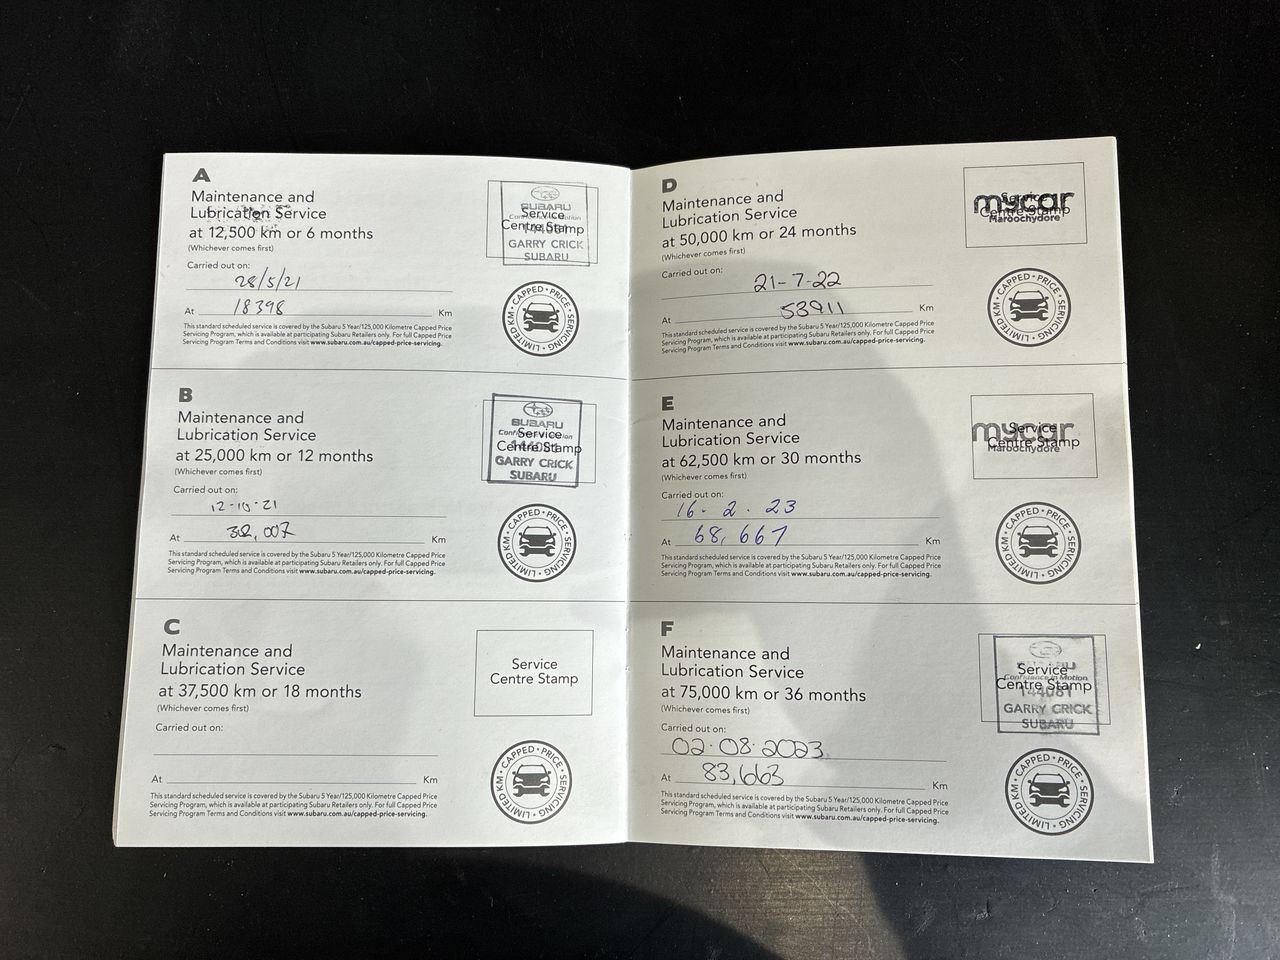 A
Maintenance and
Lubrication Service
at 12,500 km or 6 months
(Whichever comes first)
Carried out on:
28/5/21
At 18398 Km
This standard scheduled service is covered by the Subaru 5 Year/125,000 Kilometre Capped Price
Servicing Program, which is available at participating Subaru Retailers only. For full Capped Price
Servicing Program Terms and Conditions visit www.subaru.com.au/capped-price-servicing.
SUBARU
Service
Centre Stamp
GARRY CRICK
SUBARU
LIMITED KM • CAPPED • PRICE • SERVICING •
B
Maintenance and
Lubrication Service
at 25,000 km or 12 months
(Whichever comes first)
Carried out on:
12-10-21
At 32,007 Km
This standard scheduled service is covered by the Subaru 5 Year/125,000 Kilometre Capped Price
Servicing Program, which is available at participating Subaru Retailers only. For full Capped Price
Servicing Program Terms and Conditions visit www.subaru.com.au/capped-price-servicing.
SUBARU
Service
Centre Stamp
GARRY CRICK
SUBARU
LIMITED KM • CAPPED • PRICE • SERVICING •
C
Maintenance and
Lubrication Service
at 37,500 km or 18 months
(Whichever comes first)
Carried out on:
At Km
This standard scheduled service is covered by the Subaru 5 Year/125,000 Kilometre Capped Price
Servicing Program, which is available at participating Subaru Retailers only. For full Capped Price
Servicing Program Terms and Conditions visit www.subaru.com.au/capped-price-servicing.
Service
Centre Stamp
LIMITED KM • CAPPED • PRICE • SERVICING •
D
Maintenance and
Lubrication Service
at 50,000 km or 24 months
(Whichever comes first)
Carried out on:
21-7-22
At 53911 Km
This standard scheduled service is covered by the Subaru 5 Year/125,000 Kilometre Capped Price
Servicing Program, which is available at participating Subaru Retailers only. For full Capped Price
Servicing Program Terms and Conditions visit www.subaru.com.au/capped-price-servicing.
Service
mycar
Centre Stamp
Maroochydore
LIMITED KM • CAPPED • PRICE • SERVICING •
E
Maintenance and
Lubrication Service
at 62,500 km or 30 months
(Whichever comes first)
Carried out on:
16. 2. 23
At 68,667 Km
This standard scheduled service is covered by the Subaru 5 Year/125,000 Kilometre Capped Price
Servicing Program, which is available at participating Subaru Retailers only. For full Capped Price
Servicing Program Terms and Conditions visit www.subaru.com.au/capped-price-servicing.
Service
mycar
Centre Stamp
Maroochydore
LIMITED KM • CAPPED • PRICE • SERVICING •
F
Maintenance and
Lubrication Service
at 75,000 km or 36 months
(Whichever comes first)
Carried out on:
02.08.2023
At 83,663 Km
This standard scheduled service is covered by the Subaru 5 Year/125,000 Kilometre Capped Price
Servicing Program, which is available at participating Subaru Retailers only. For full Capped Price
Servicing Program Terms and Conditions visit www.subaru.com.au/capped-price-servicing.
Service
Confidence in Motion
Centre Stamp
144081
GARRY CRICK
SUBARU
LIMITED KM • CAPPED • PRICE • SERVICING •